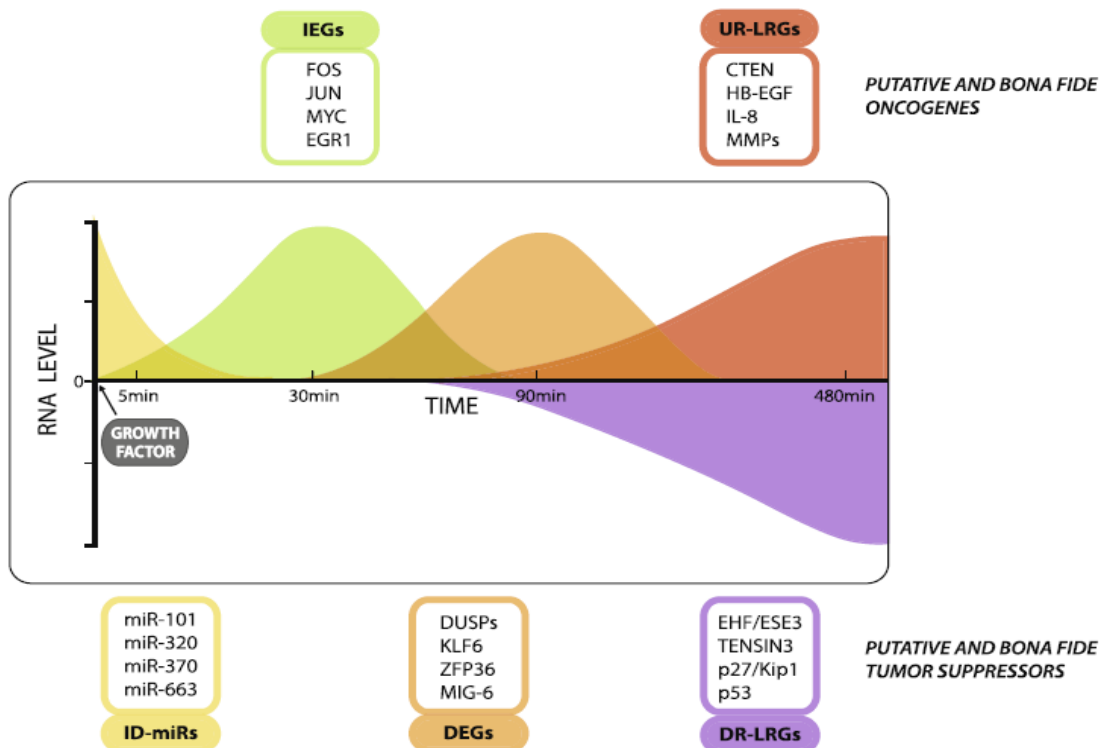 IEGs
FOS
JUN
MYC
EGR1
UR-LRGs
CTEN
HB-EGF
IL-8
MMPs
PUTATIVE AND BONA FIDE
ONCOGENES
RNA LEVEL
0
5min
30min
TIME
90min
480min
GROWTH
FACTOR
miR-101
miR-320
miR-370
miR-663
ID-miRs
DUSPs
KLF6
ZFP36
MIG-6
DEGs
EHF/ESE3
TENSIN3
p27/Kip1
p53
DR-LRGs
PUTATIVE AND BONA FIDE
TUMOR SUPPRESSORS